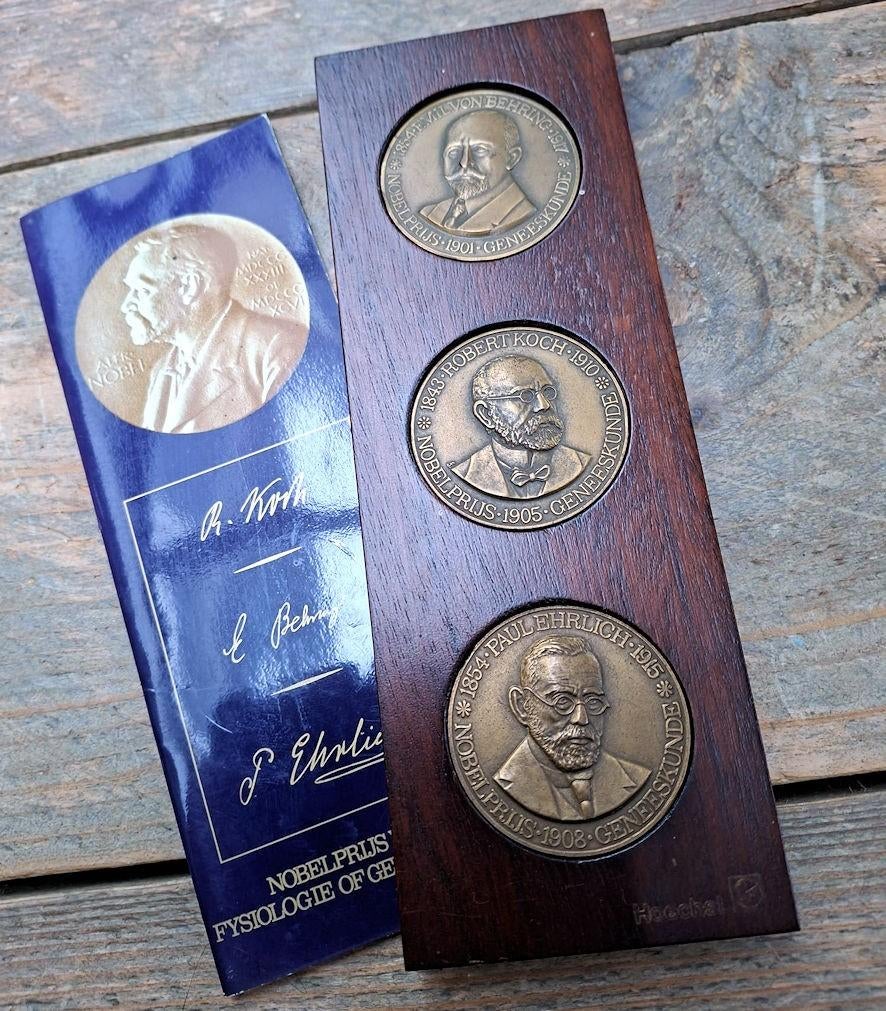 ALFR·
NOBEL
NAT·
MDCCC
XXXIII
OB·
MDCCC
XCVI
R. Koch
E Behring
P Ehrlich
NOBELPRIJS
FYSIOLOGIE OF GE
1854·EMIL VON BEHRING·1917
NOBELPRIJS·1901·GENEESKUNDE
1843·ROBERT KOCH·1910
NOBELPRIJS·1905·GENEESKUNDE
1854·PAUL EHRLICH·1915
NOBELPRIJS·1908·GENEESKUNDE
Hoechst